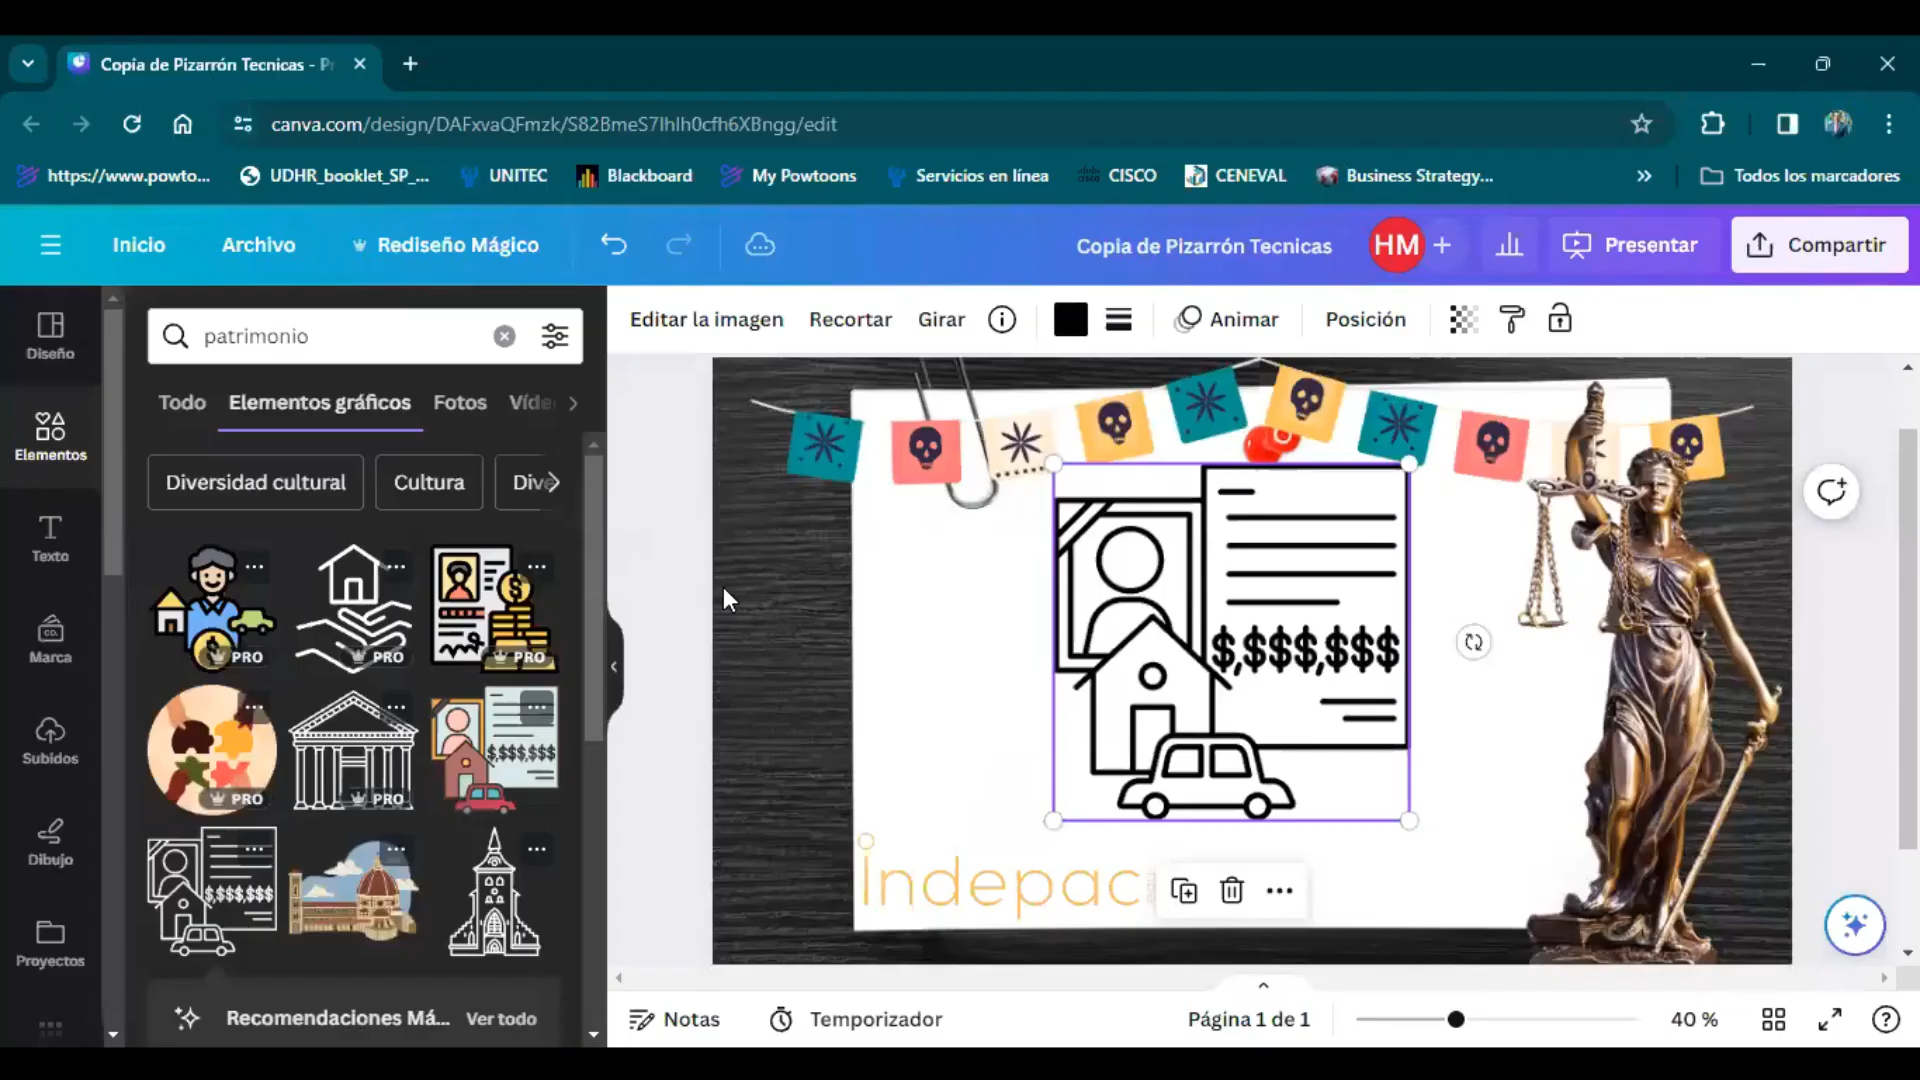 Copia de Pizarrón Tecnicas - Pr
canva.com/design/DAFxvaQFmzk/S82BmeS7lhlh0cfh6XBngg/edit
https://www.powto...
UDHR_booklet_SP_...
UNITEC
Blackboard
My Powtoons
Servicios en línea
CISCO
CENEVAL
Business Strategy...
Todos los marcadores
Inicio
Archivo
Rediseño Mágico
Copia de Pizarrón Tecnicas
HM
Presentar
Compartir
Diseño
Elementos
Texto
Marca
Subidos
Dibujo
Proyectos
patrimonio
Todo
Elementos gráficos
Fotos
Víde
Diversidad cultural
Cultura
Dive
PRO
PRO
PRO
PRO
PRO
$$$,$$$
$$$,$$$
Recomendaciones Má...
Ver todo
Editar la imagen
Recortar
Girar
Animar
Posición
$,$$$,$$$
Indepac
Notas
Temporizador
Página 1 de 1
40 %